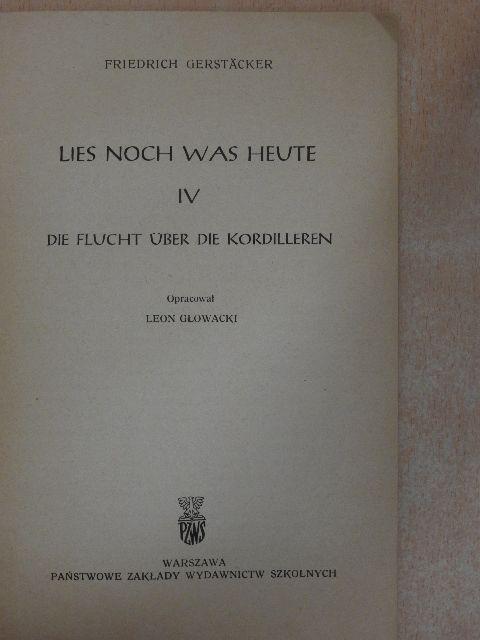 FRIEDRICH GERSTÄCKER
LIES NOCH WAS HEUTE
IV
DIE FLUCHT ÜBER DIE KORDILLEREN
Opracował
LEON GŁOWACKI
PZWS
WARSZAWA
PAŃSTWOWE ZAKŁADY WYDAWNICTW SZKOLNYCH